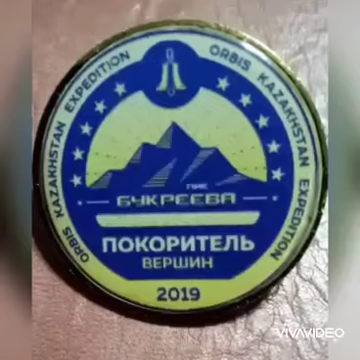 ORBIS KAZAKHSTAN EXPEDITION
ORBIS KAZAKHSTAN EXPEDITION
ПИК
БУКРЕЕВА
ПОКОРИТЕЛЬ
ВЕРШИН
2019
VIVAVIDEO